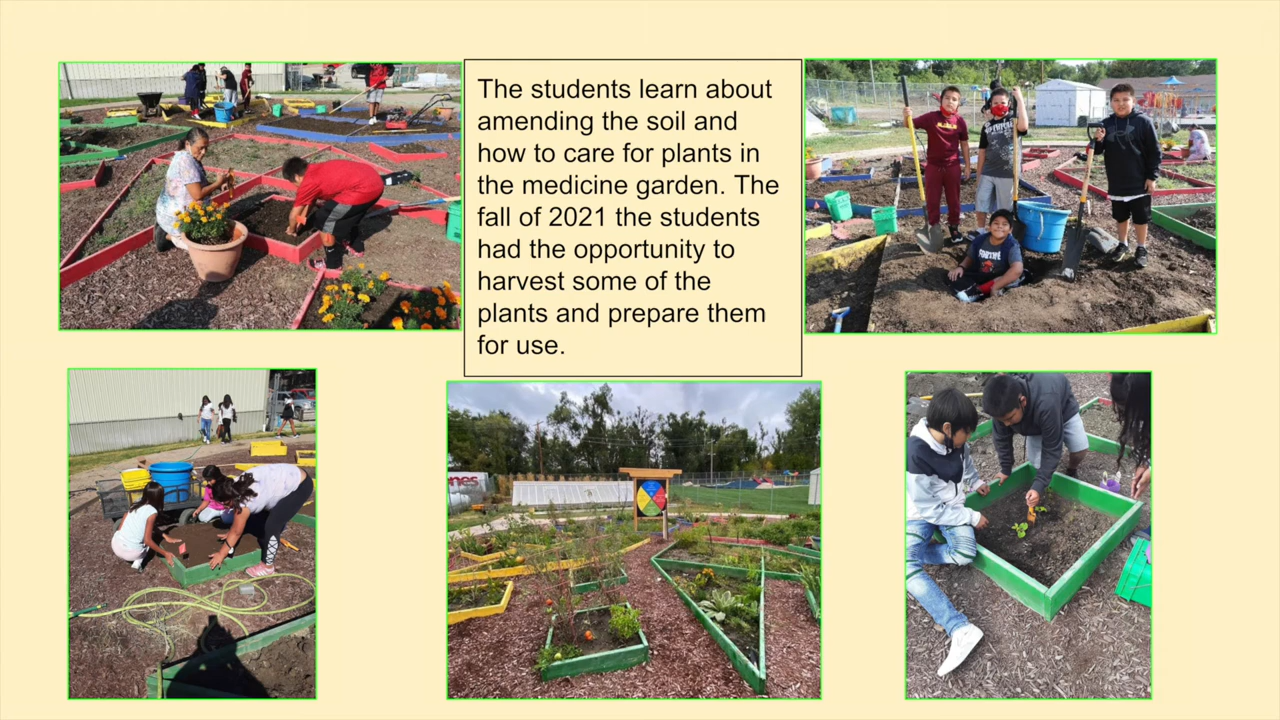 The students learn about
amending the soil and
how to care for plants in
the medicine garden. The
fall of 2021 the students
had the opportunity to
harvest some of the
plants and prepare them
for use.